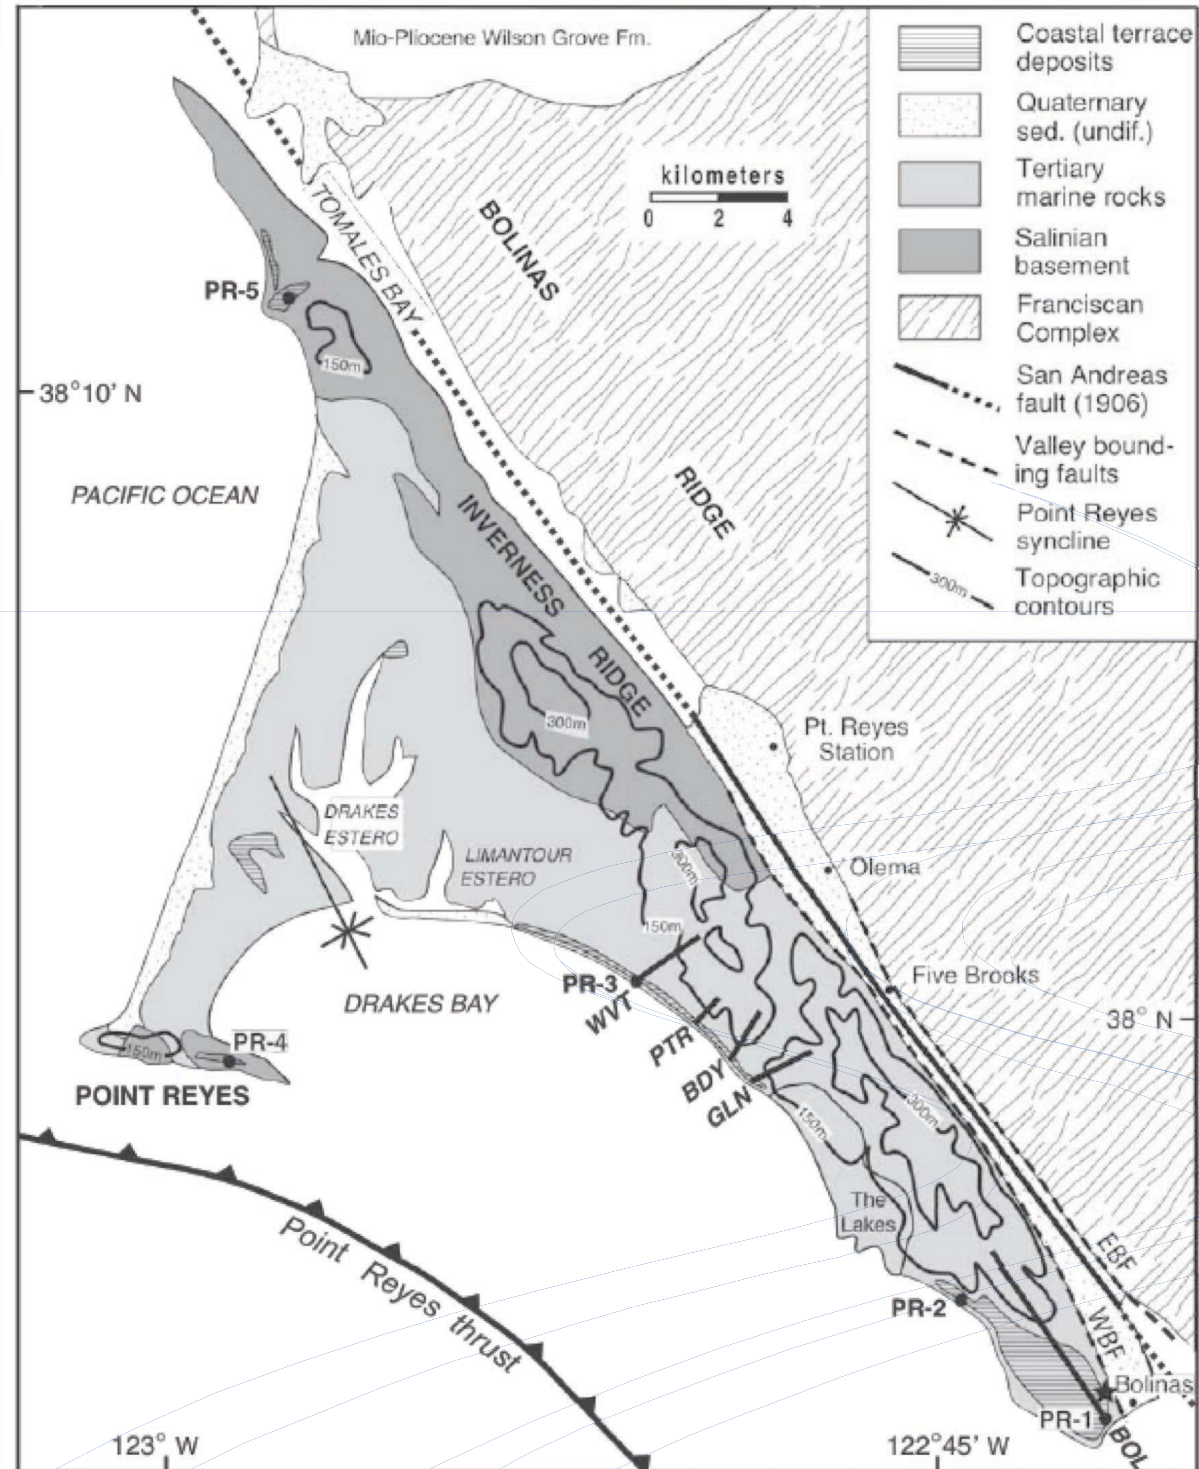 Mio-Pliocene Wilson Grove Fm.
Coastal terrace
deposits
Quaternary
sed. (undif.)
Tertiary
marine rocks
Salinian
basement
Franciscan
Complex
San Andreas
fault (1906)
Valley bound-
ing faults
Point Reyes
syncline
300m
Topographic
contours
kilometers
0 2 4
TOMALES BAY
BOLINAS
RIDGE
PR-5
150m
38° 10' N
PACIFIC OCEAN
INVERNESS
RIDGE
300m
Pt. Reyes
Station
DRAKES
ESTERO
LIMANTOUR
ESTERO
300m
Olema
150m
PR-3
WVT
Five Brooks
DRAKES BAY
38° N
PTR
BDY
GLN
PR-4
150m
POINT REYES
150m
300m
The
Lakes
Point Reyes thrust
EBF
WBF
PR-2
Bolinas
PR-1
BOL
123° W
122°45' W